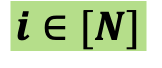 i ∈ [N]